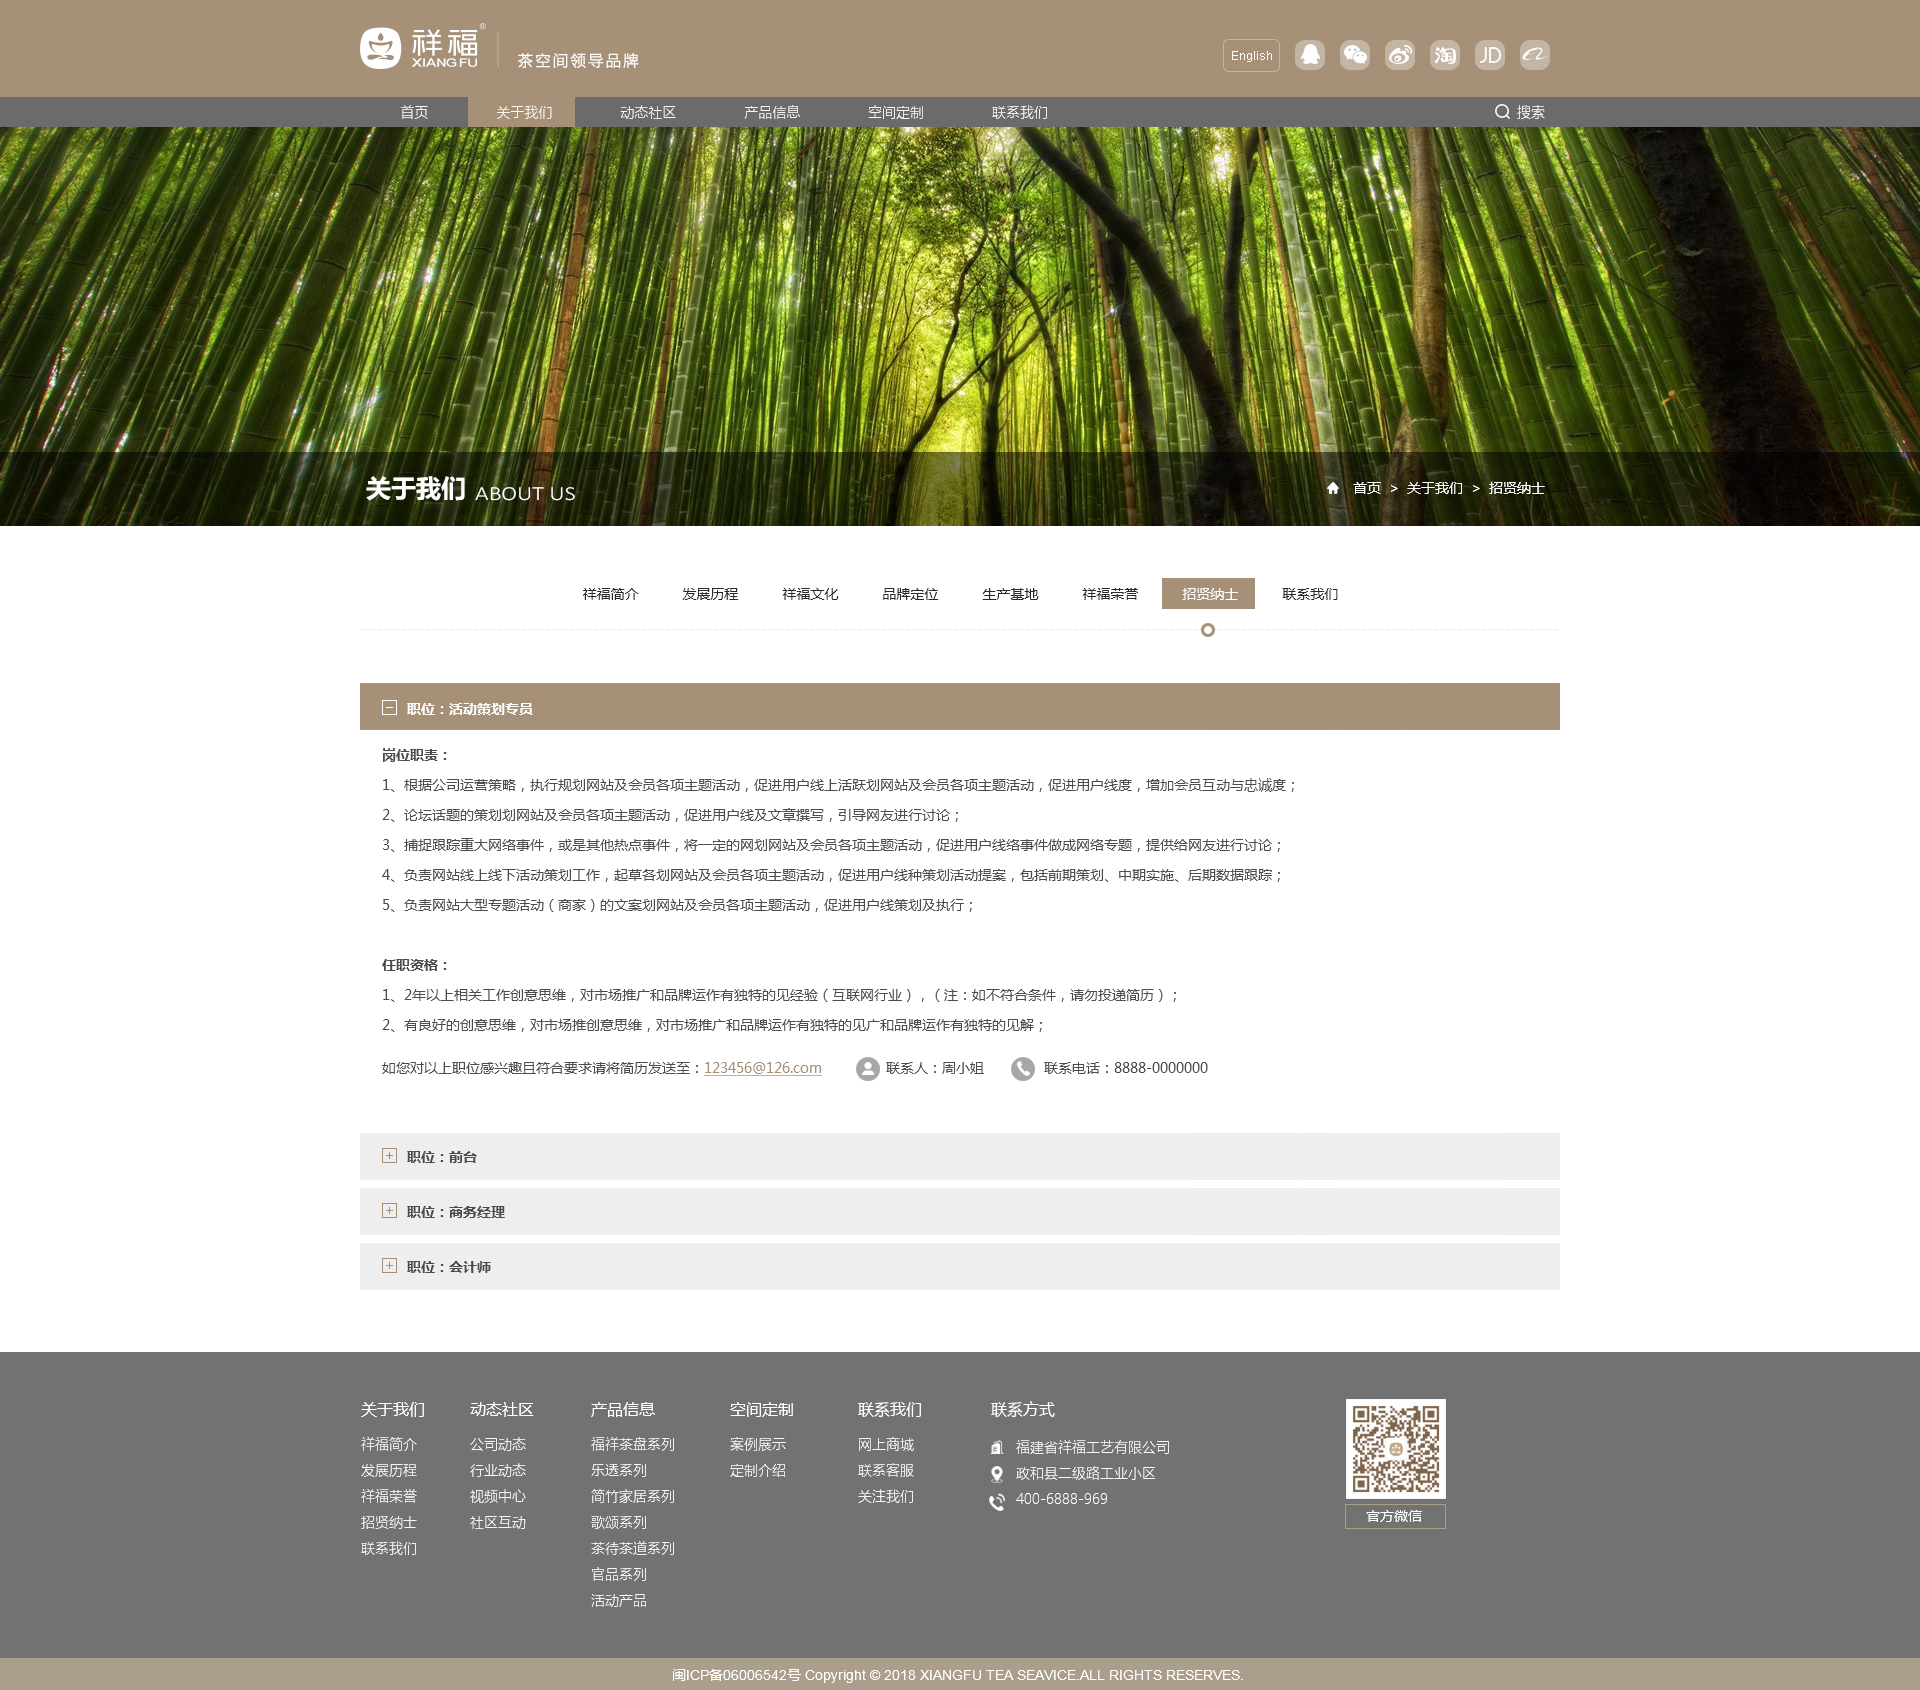 祥福®
XIANG FU
茶空间领导品牌
English
JD
淘
首页 关于我们 动态社区 产品信息 空间定制 联系我们 搜索
关于我们 ABOUT US
首页 > 关于我们 > 招贤纳士
祥福简介 发展历程 祥福文化 品牌定位 生产基地 祥福荣誉 招贤纳士 联系我们
职位：活动策划专员
岗位职责：
1、根据公司运营策略，执行规划网站及会员各项主题活动，促进用户线上活跃划网站及会员各项主题活动，促进用户线度，增加会员互动与忠诚度；
2、论坛话题的策划划网站及会员各项主题活动，促进用户线及文章撰写，引导网友进行讨论；
3、捕捉跟踪重大网络事件，或是其他热点事件，将一定的网划网站及会员各项主题活动，促进用户线络事件做成网络专题，提供给网友进行讨论；
4、负责网站线上线下活动策划工作，起草各划网站及会员各项主题活动，促进用户线种策划活动提案，包括前期策划、中期实施、后期数据跟踪；
5、负责网站大型专题活动（商家）的文案划网站及会员各项主题活动，促进用户线策划及执行；
任职资格：
1、2年以上相关工作创意思维，对市场推广和品牌运作有独特的见经验（互联网行业），（注：如不符合条件，请勿投递简历）；
2、有良好的创意思维，对市场推创意思维，对市场推广和品牌运作有独特的见广和品牌运作有独特的见解；
如您对以上职位感兴趣且符合要求请将简历发送至：123456@126.com 联系人：周小姐 联系电话：8888-0000000
职位：前台
职位：商务经理
职位：会计师
关于我们
祥福简介
发展历程
祥福荣誉
招贤纳士
联系我们
动态社区
公司动态
行业动态
视频中心
社区互动
产品信息
福祥茶盘系列
乐透系列
简竹家居系列
歌颂系列
茶待茶道系列
官品系列
活动产品
空间定制
案例展示
定制介绍
联系我们
网上商城
联系客服
关注我们
联系方式
福建省祥福工艺有限公司
政和县二级路工业小区
400-6888-969
官方微信
闽ICP备06006542号 Copyright © 2018 XIANGFU TEA SEAVICE.ALL RIGHTS RESERVES.